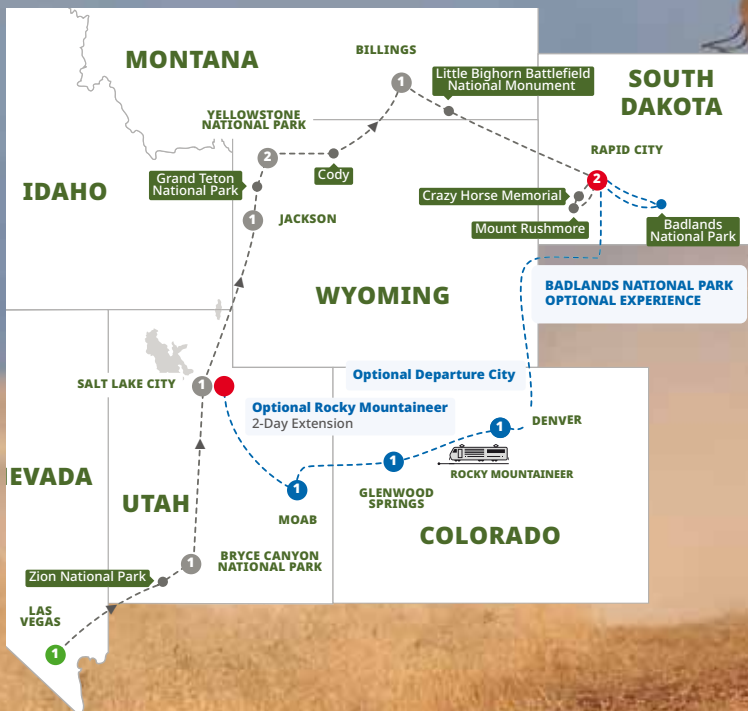 MONTANA
BILLINGS
1
Little Bighorn Battlefield
National Monument
SOUTH
DAKOTA
YELLOWSTONE
NATIONAL PARK
2
RAPID CITY
2
Cody
Grand Teton
National Park
IDAHO
Crazy Horse Memorial
Mount Rushmore
Badlands
National Park
1
JACKSON
WYOMING
BADLANDS NATIONAL PARK
OPTIONAL EXPERIENCE
SALT LAKE CITY
1
Optional Departure City
Optional Rocky Mountaineer
2-Day Extension
1
DENVER
1
ROCKY MOUNTAINEER
GLENWOOD
SPRINGS
EVADA
1
MOAB
UTAH
COLORADO
1
BRYCE CANYON
NATIONAL PARK
Zion National Park
LAS
VEGAS
1